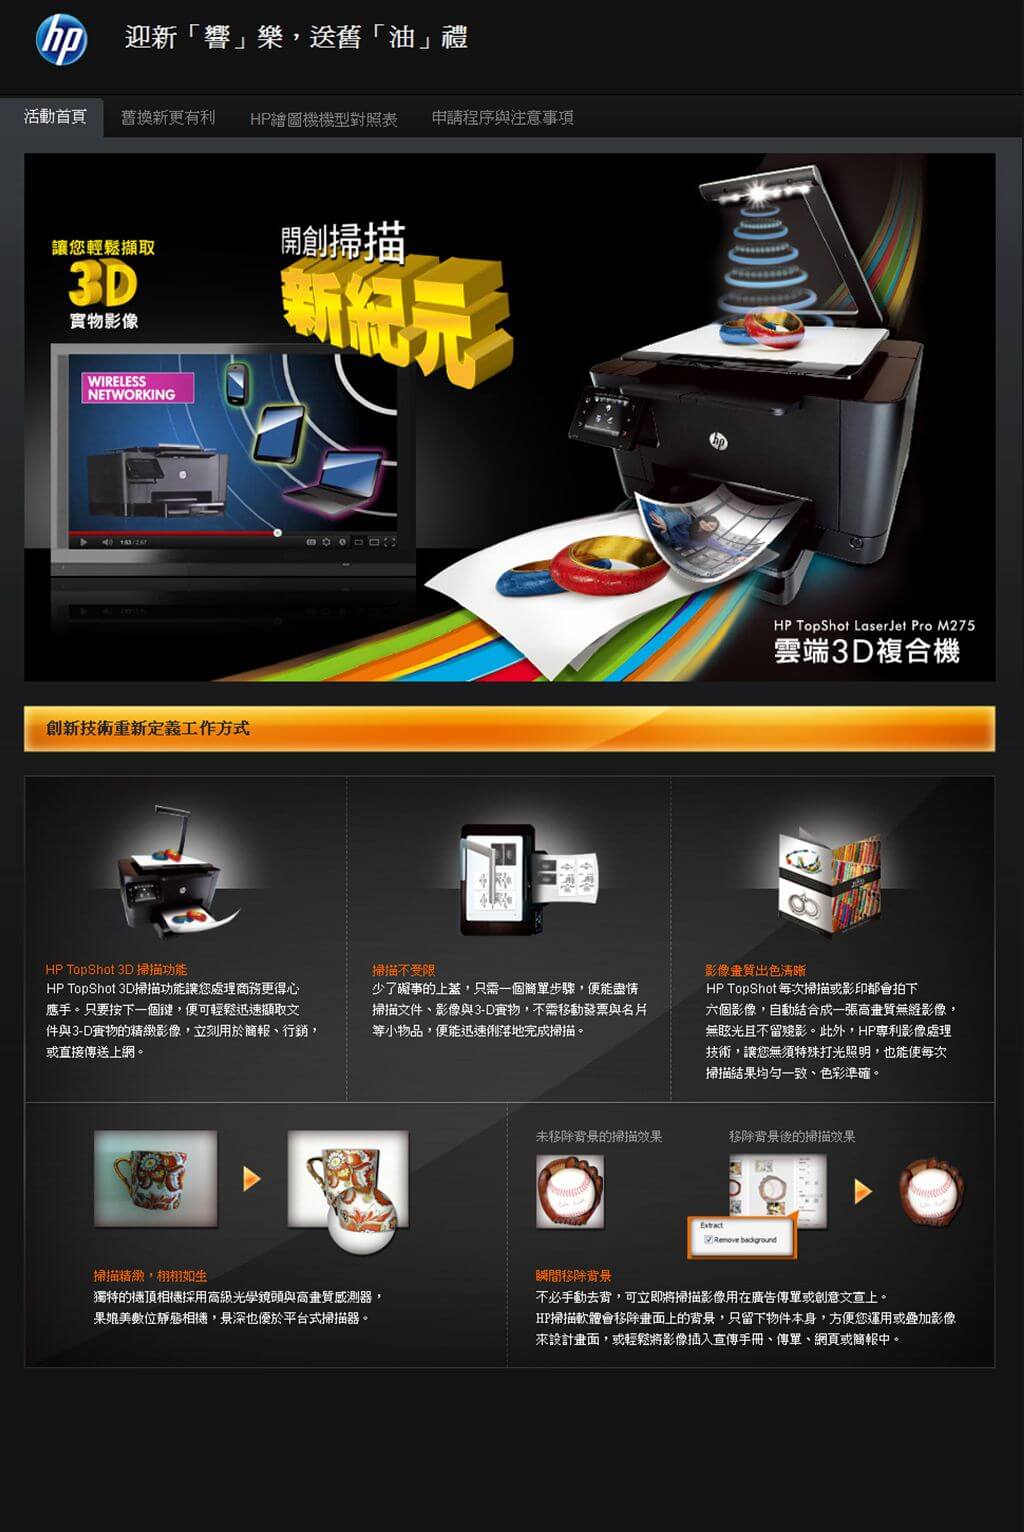 hp
迎新「響」樂，送舊「油」禮
活動首頁
舊換新更有利
HP繪圖機機型對照表
申請程序與注意事項
讓您輕鬆擷取
3D
實物影像
開創掃描
新紀元
WIRELESS
NETWORKING
hp
HP TopShot LaserJet Pro M275
雲端3D複合機
創新技術重新定義工作方式
HP TopShot 3D 掃描功能
HP TopShot 3D掃描功能讓您處理商務更得心
應手。只要按下一個鍵，便可輕鬆迅速擷取文
件與3-D實物的精緻影像，立刻用於簡報、行銷，
或直接傳送上網。
掃描不受限
少了礙事的上蓋，只需一個簡單步驟，便能盡情
掃描文件、影像與3-D實物，不需移動發票與名片
等小物品，便能迅速俐落地完成掃描。
影像畫質出色清晰
HP TopShot 每次掃描或影印都會拍下
六個影像，自動結合成一張高畫質無縫影像，
無眩光且不留殘影。此外，HP專利影像處理
技術，讓您無須特殊打光照明，也能使每次
掃描結果均勻一致、色彩準確。
掃描精緻，栩栩如生
獨特的機頂相機採用高級光學鏡頭與高畫質感測器，
果媲美數位靜態相機，景深也優於平台式掃描器。
未移除背景的掃描效果
移除背景後的掃描效果
Extract
Remove background
瞬間移除背景
不必手動去背，可立即將掃描影像用在廣告傳單或創意文宣上。
HP掃描軟體會移除畫面上的背景，只留下物件本身，方便您運用或疊加影像
來設計畫面，或輕鬆將影像插入宣傳手冊、傳單、網頁或簡報中。